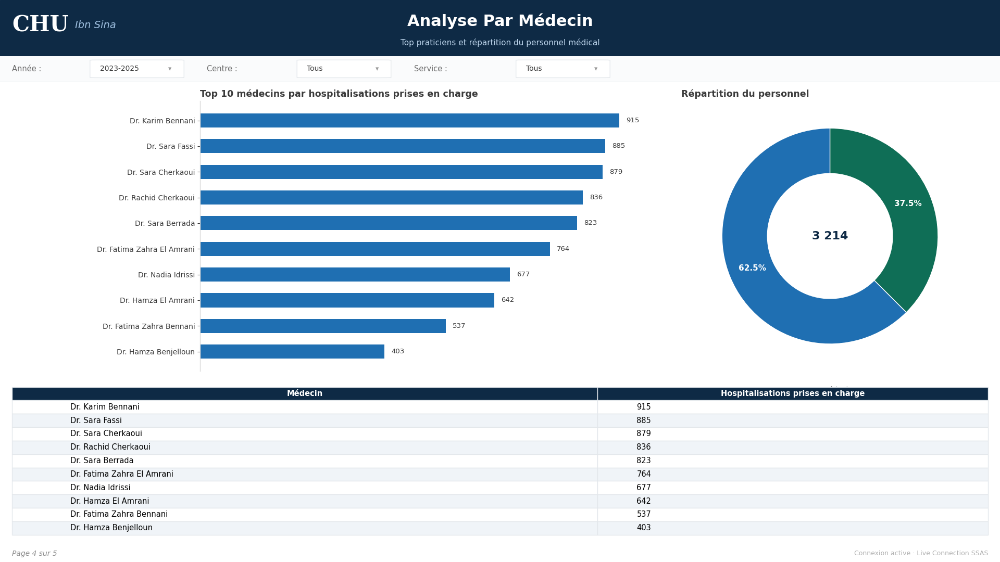 CHU Ibn Sina
Analyse Par Médecin
Top praticiens et répartition du personnel médical
Année : 2023-2025 ▾ Centre : Tous ▾ Service : Tous ▾
Top 10 médecins par hospitalisations prises en charge
Dr. Karim Bennani 915
Dr. Sara Fassi 885
Dr. Sara Cherkaoui 879
Dr. Rachid Cherkaoui 836
Dr. Sara Berrada 823
Dr. Fatima Zahra El Amrani 764
Dr. Nadia Idrissi 677
Dr. Hamza El Amrani 642
Dr. Fatima Zahra Bennani 537
Dr. Hamza Benjelloun 403
Répartition du personnel
37.5%
3 214
62.5%
Médecin Hospitalisations prises en charge
Dr. Karim Bennani 915
Dr. Sara Fassi 885
Dr. Sara Cherkaoui 879
Dr. Rachid Cherkaoui 836
Dr. Sara Berrada 823
Dr. Fatima Zahra El Amrani 764
Dr. Nadia Idrissi 677
Dr. Hamza El Amrani 642
Dr. Fatima Zahra Bennani 537
Dr. Hamza Benjelloun 403
Page 4 sur 5
Connexion active · Live Connection SSAS